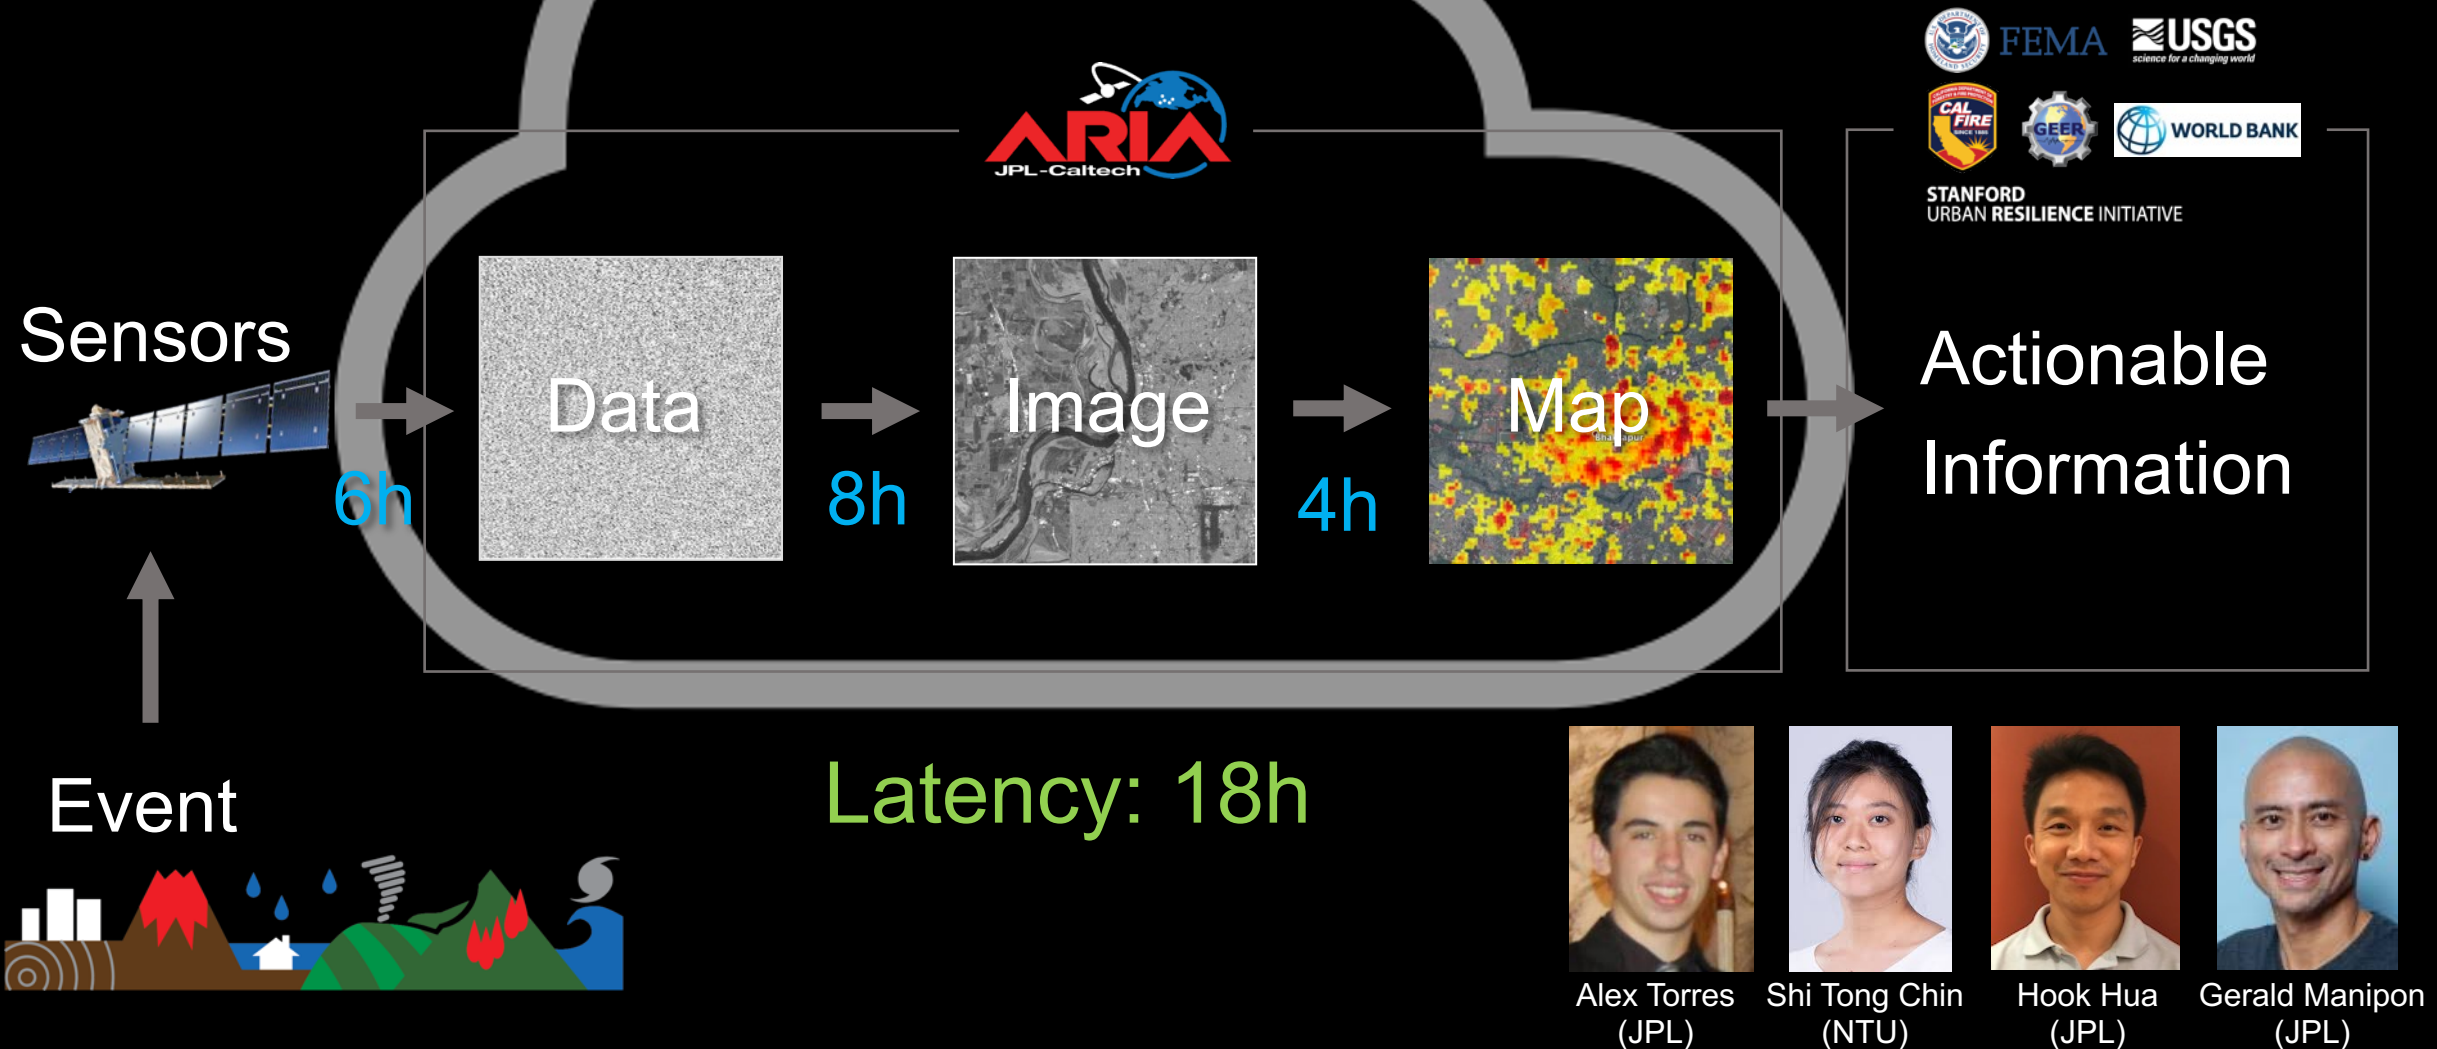 FEMA
USGS
science for a changing world
CAL
FIRE
SINCE 1885
GEER
WORLD BANK
STANFORD
URBAN RESILIENCE INITIATIVE
ARIA
JPL-Caltech
Sensors
Data
Image
Map
Actionable
Information
6h
8h
4h
Event
Latency: 18h
Alex Torres
(JPL)
Shi Tong Chin
(NTU)
Hook Hua
(JPL)
Gerald Manipon
(JPL)